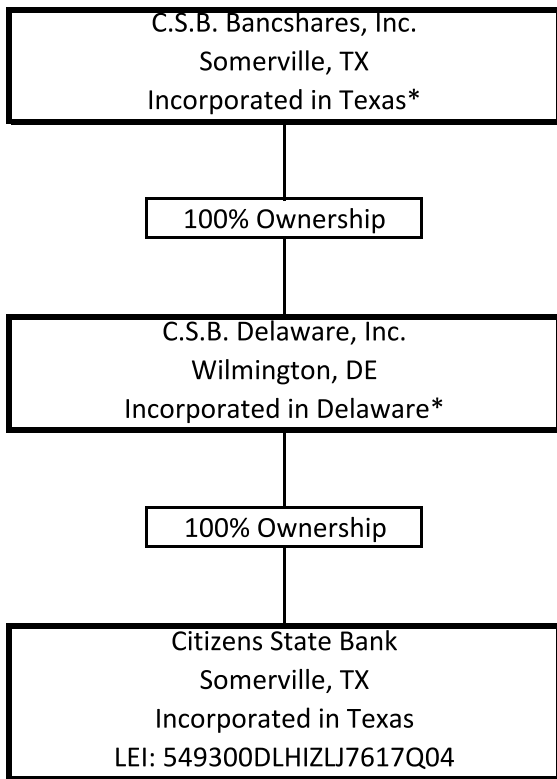 C.S.B. Bancshares, Inc.
Somerville, TX
Incorporated in Texas*
100% Ownership
C.S.B. Delaware, Inc.
Wilmington, DE
Incorporated in Delaware*
100% Ownership
Citizens State Bank
Somerville, TX
Incorporated in Texas
LEI: 549300DLHIZLJ7617Q04